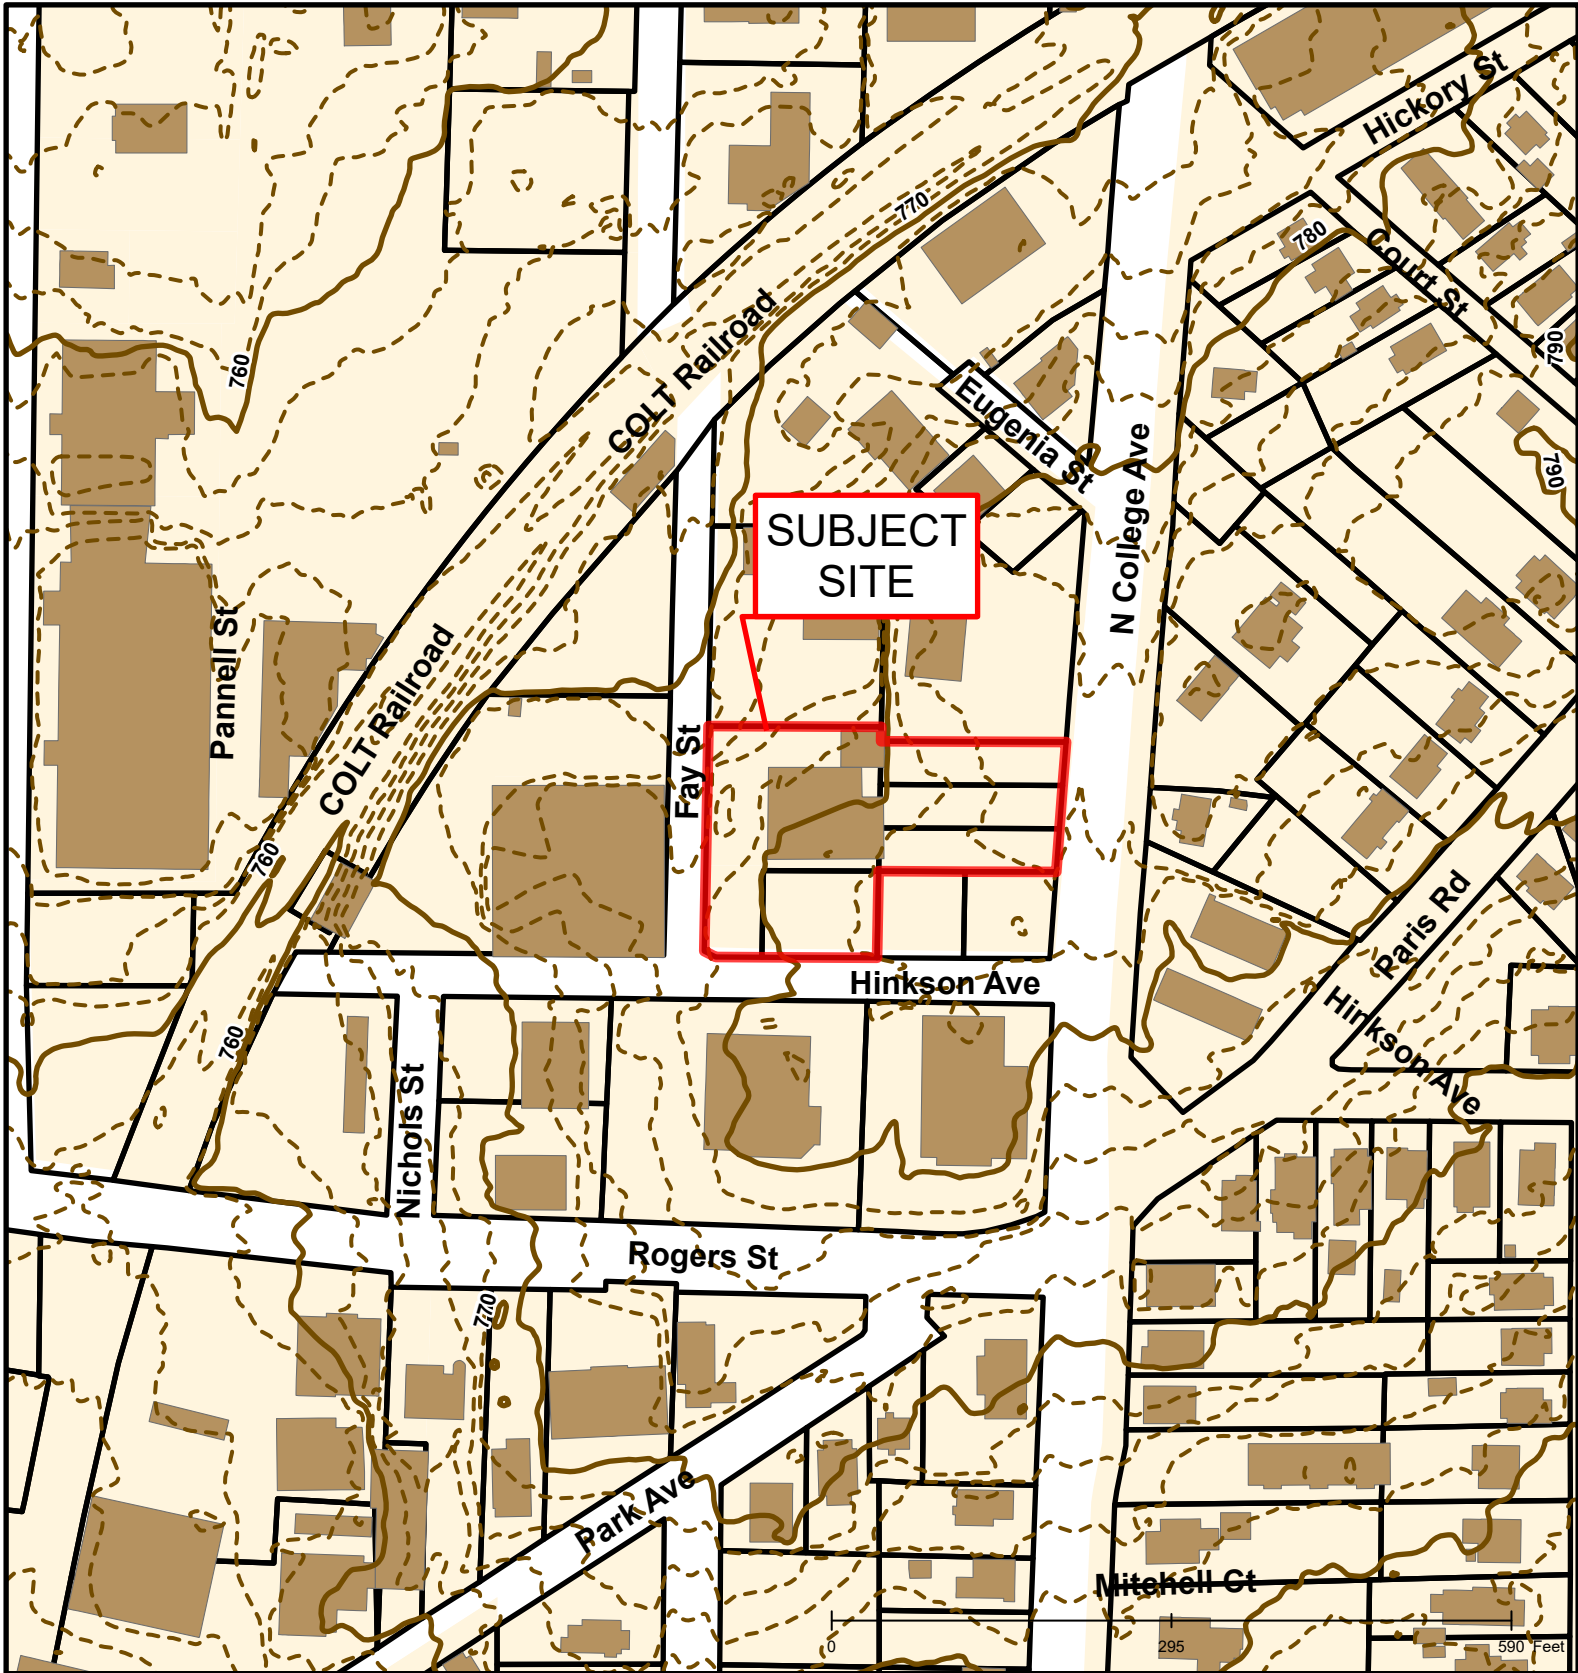 Hickory St
770
780
Court St
COLT Railroad
760
790
Eugenia St
N College Ave
790
SUBJECT
SITE
Pannell St
COLT Railroad
Fay St
760
Paris Rd
Hinkson Ave
Hinkson Ave
760
Nichols St
Rogers St
770
Park Ave
Mitchell Ct
0 295 590 Feet